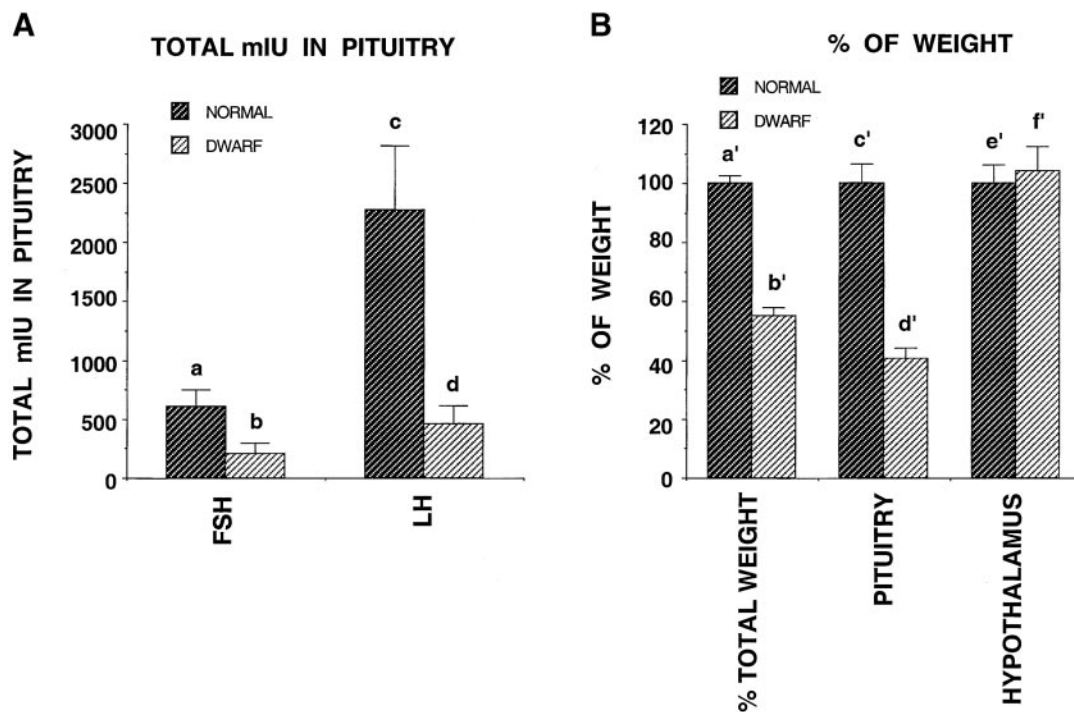 A
TOTAL mIU IN PITUITRY
NORMAL
DWARF
TOTAL mIU IN PITUITRY
3000
2500
2000
1500
1000
500
0
a
b
c
d
FSH
LH
B
% OF WEIGHT
NORMAL
DWARF
% OF WEIGHT
120
100
80
60
40
20
0
a'
b'
c'
d'
e'
f'
% TOTAL WEIGHT
PITUITRY
HYPOTHALAMUS